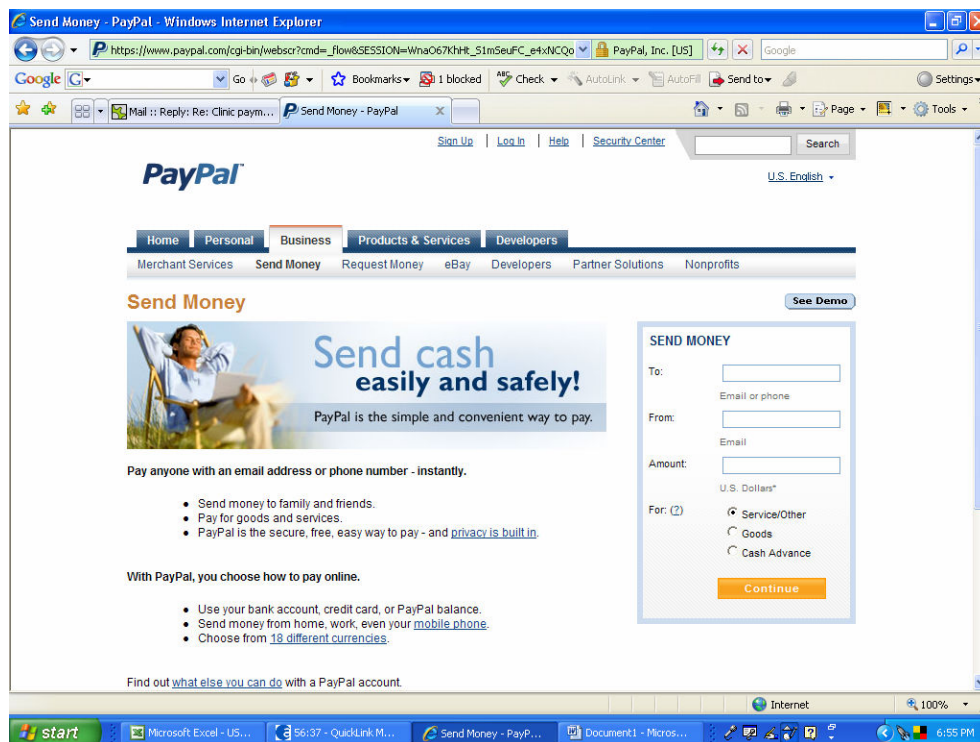 Send Money - PayPal - Windows Internet Explorer
https://www.paypal.com/cgi-bin/webscr?cmd=_flow&SESSION=WnaO67KhHt_S1mSeuFC_e4xNCQo
PayPal, Inc. [US]
Google
Google
Go
Bookmarks
1 blocked
Check
AutoLink
AutoFill
Send to
Settings
Mail :: Reply: Re: Clinic paym...
Send Money - PayPal
Page
Tools
Sign Up | Log In | Help | Security Center
Search
PayPal
U.S. English
Home Personal Business Products & Services Developers
Merchant Services Send Money Request Money eBay Developers Partner Solutions Nonprofits
Send Money
See Demo
Send cash
easily and safely!
PayPal is the simple and convenient way to pay.
Pay anyone with an email address or phone number - instantly.
• Send money to family and friends.
• Pay for goods and services.
• PayPal is the secure, free, easy way to pay - and privacy is built in.
With PayPal, you choose how to pay online.
• Use your bank account, credit card, or PayPal balance.
• Send money from home, work, even your mobile phone.
• Choose from 18 different currencies.
Find out what else you can do with a PayPal account.
SEND MONEY
To:
Email or phone
From:
Email
Amount:
U.S. Dollars*
For: (?)
Service/Other
Goods
Cash Advance
Continue
Internet
100%
start
Microsoft Excel - US...
56:37 - QuickLink M...
Send Money - PayP...
Document1 - Micros...
6:55 PM